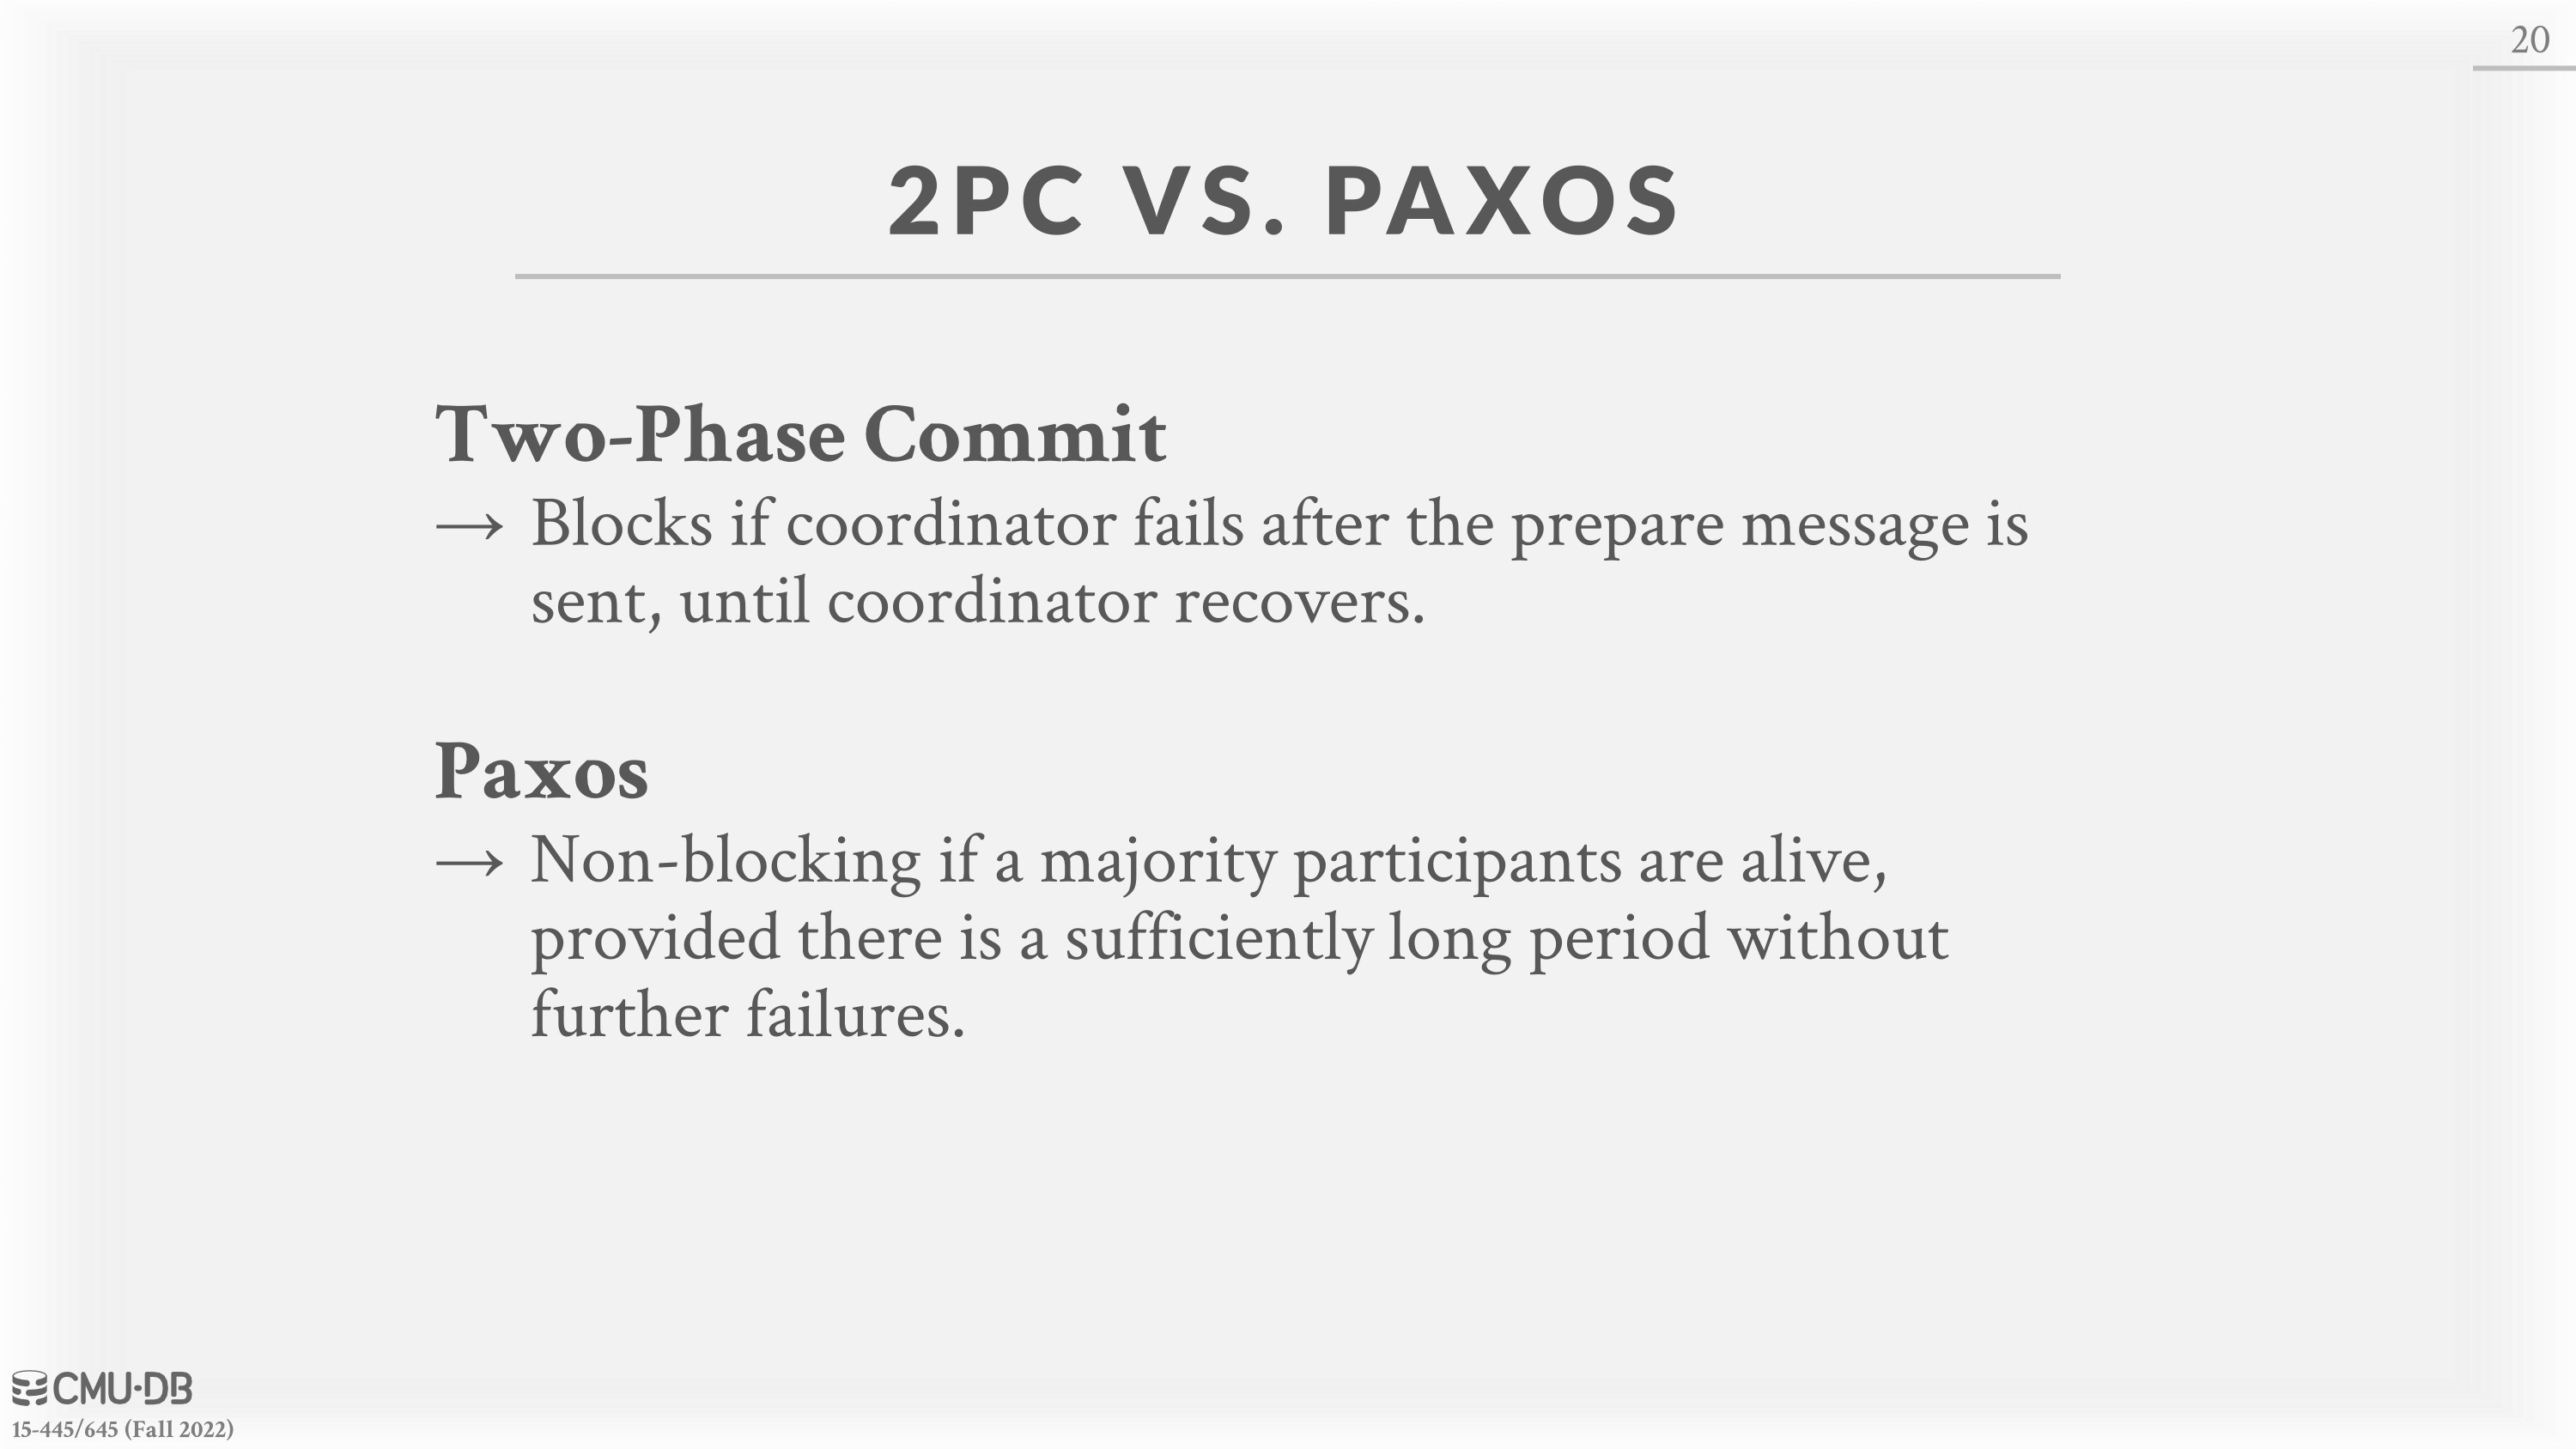 20
2PC VS. PAXOS
Two-Phase Commit
→ Blocks if coordinator fails after the prepare message is
sent, until coordinator recovers.
Paxos
→ Non-blocking if a majority participants are alive,
provided there is a sufficiently long period without
further failures.
CMU·DB
15-445/645 (Fall 2022)